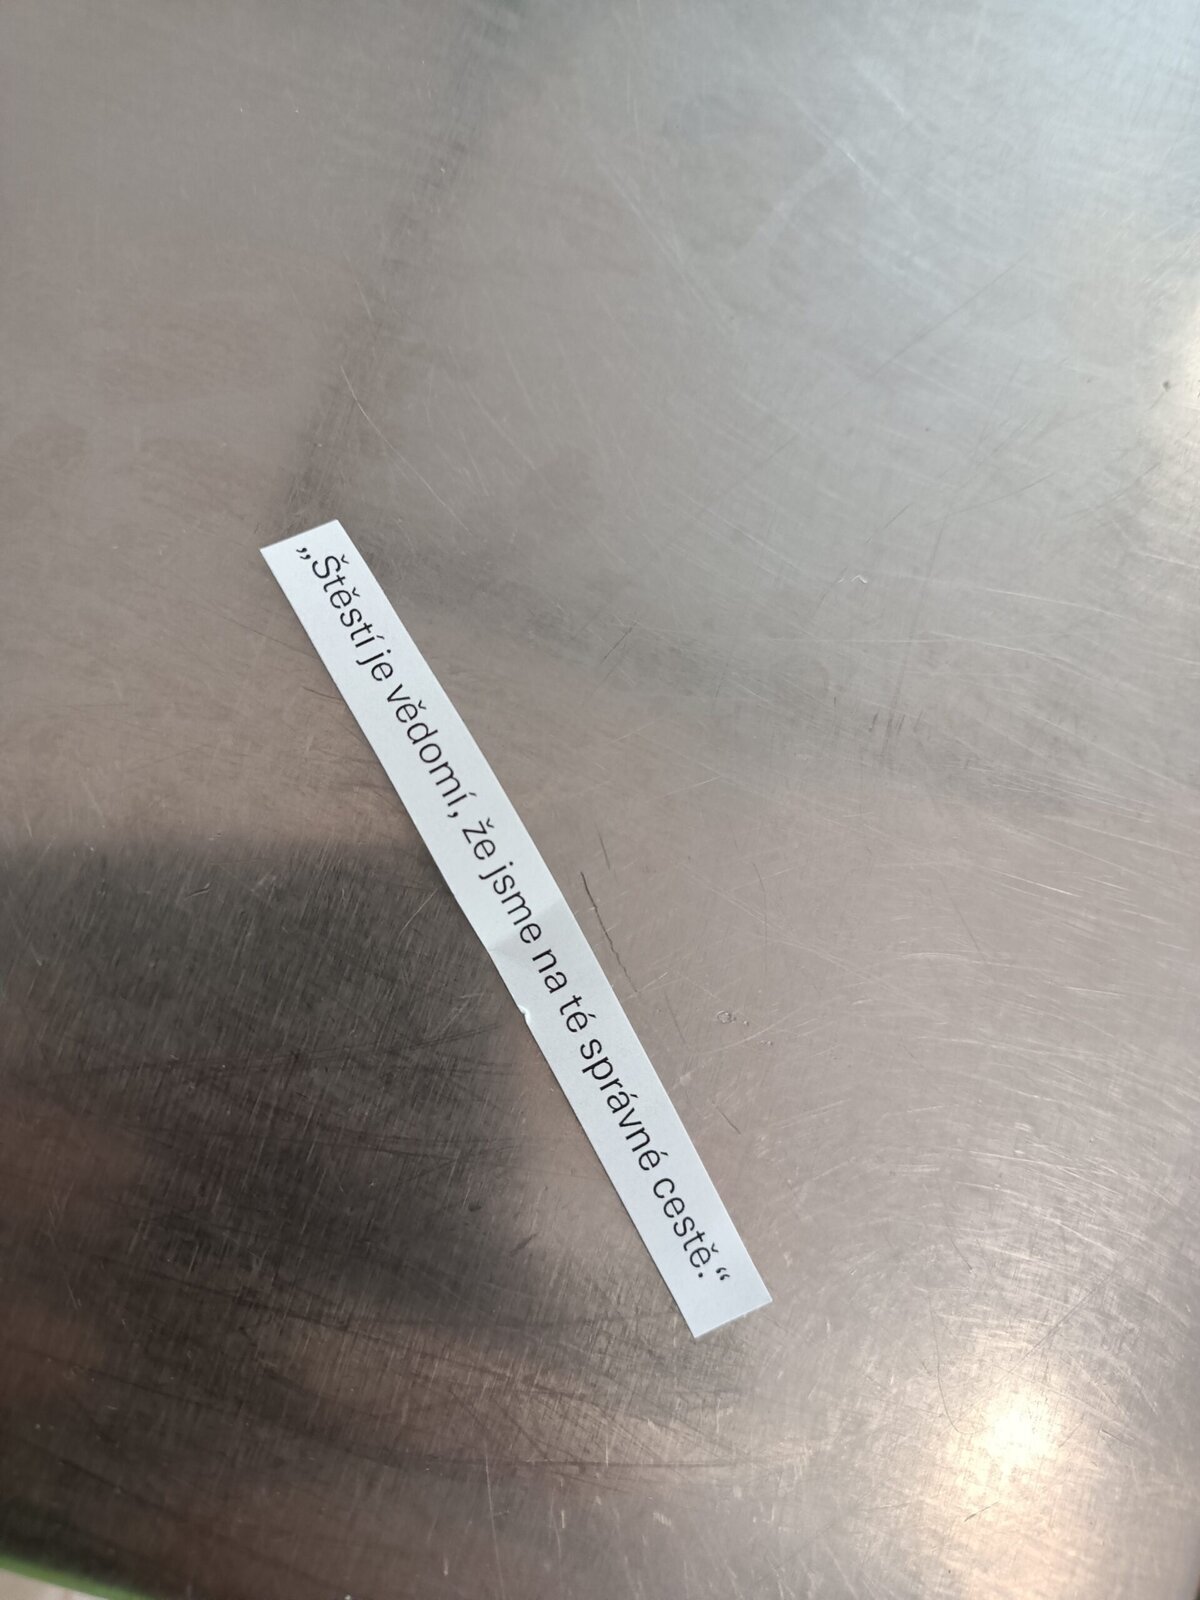 „Štěstí je vědomí, že jsme na té správné cestě.“